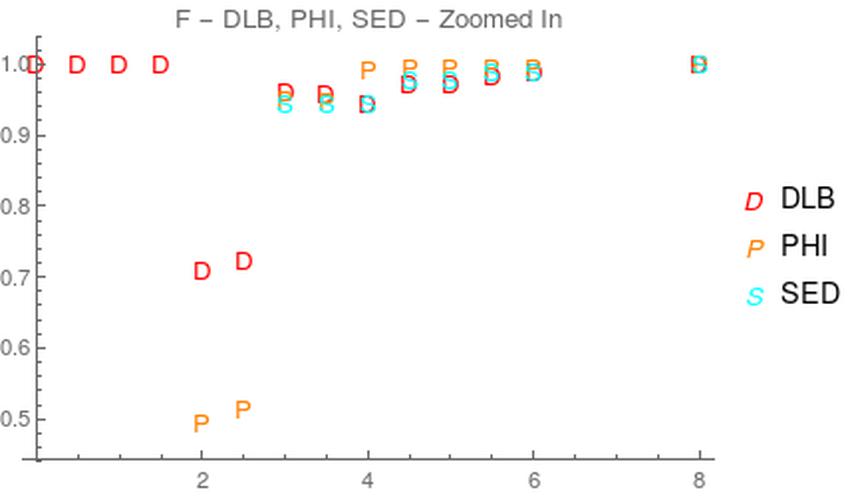 F – DLB, PHI, SED – Zoomed In
1.0
D D D D D
D D P P P P P D
P P S S S S S S
S S D D D D D
0.9
0.8
D DLB
0.7
D D
P PHI
S SED
0.6
0.5
P P
2 4 6 8